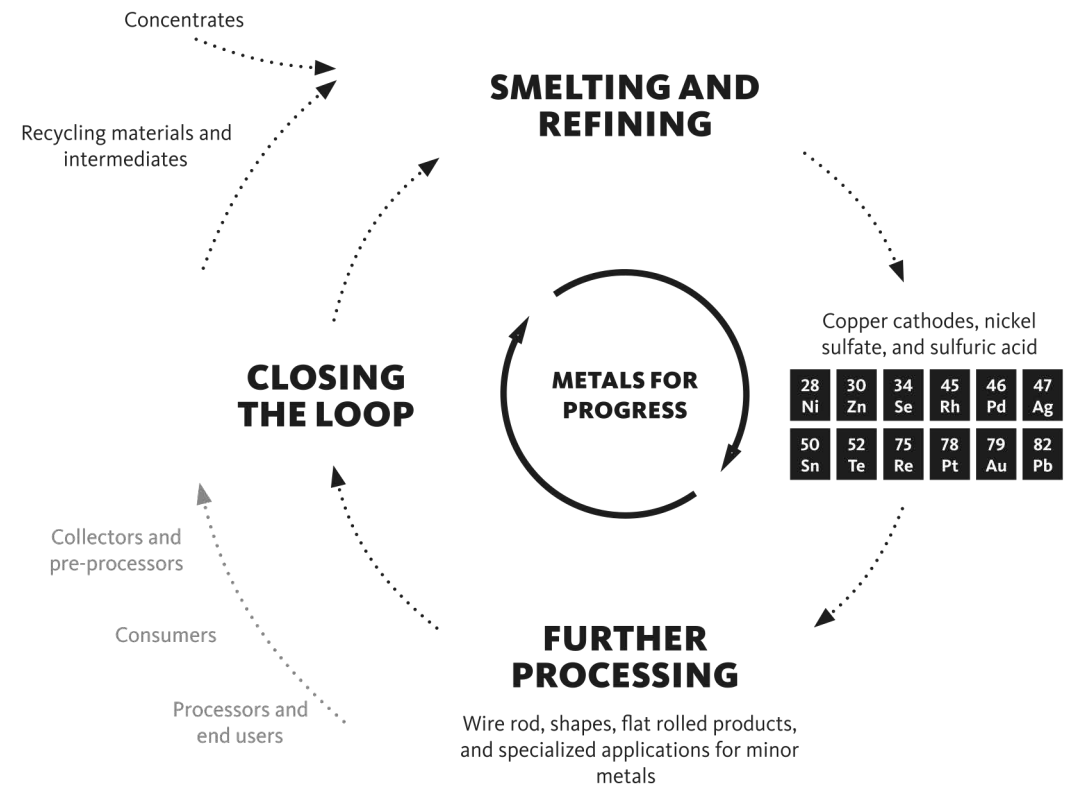 Concentrates
SMELTING AND
REFINING
Recycling materials and
intermediates
Copper cathodes, nickel
sulfate, and sulfuric acid
28 30 34 45 46 47
Ni Zn Se Rh Pd Ag
50 52 75 78 79 82
Sn Te Re Pt Au Pb
CLOSING
THE LOOP
METALS FOR
PROGRESS
Collectors and
pre-processors
Consumers
Processors and
end users
FURTHER
PROCESSING
Wire rod, shapes, flat rolled products,
and specialized applications for minor
metals